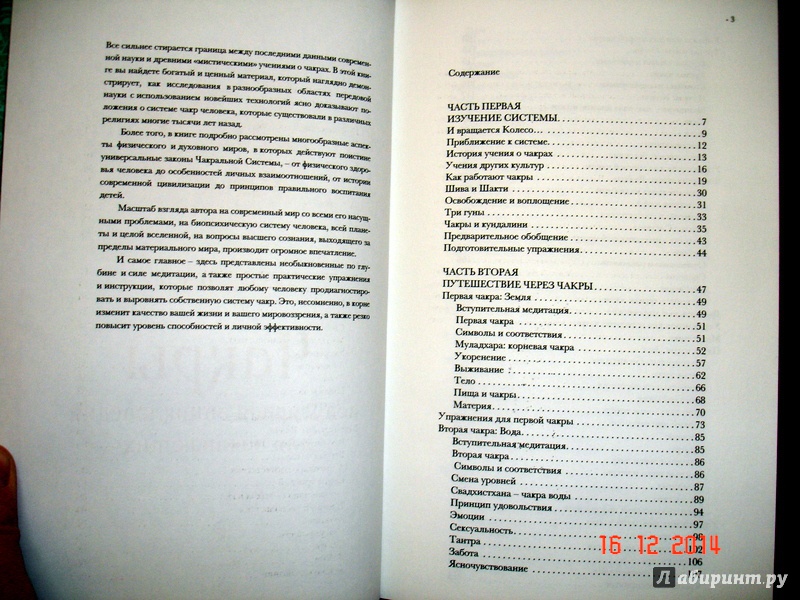 Все сильнее стирается граница между последними данными современ-
ной науки и древними «мистическими» учениями о чакрах. В этой кни-
ге вы найдете богатый и ценный материал, который наглядно демон-
стрирует, как исследования в разнообразных областях передовой
науки с использованием новейших технологий ясно доказывают по-
ложения о системе чакр человека, которые существовали в различных
религиях многие тысячи лет назад.
Более того, в книге подробно рассмотрены многообразные аспек-
ты физического и духовного миров, в которых действуют поистине
универсальные законы Чакральной Системы, – от физического здоро-
вья человека до особенностей личных взаимоотношений, от истории
современной цивилизации до принципов правильного воспитания
детей.
Масштаб взгляда автора на современный мир со всеми его насущ-
ными проблемами, на биопсихическую систему человека, всей плане-
ты и целой вселенной, на вопросы высшего сознания, выходящего за
пределы материального мира, производит огромное впечатление.
И самое главное – здесь представлены необыкновенные по глу-
бине и силе медитации, а также простые практические упражнения
и инструкции, которые позволят любому человеку продиагностиро-
вать и выровнять собственную систему чакр. Это, несомненно, в корне
изменит качество вашей жизни и вашего мировоззрения, а также резко
повысит уровень способностей и личной эффективности.
- 3
Содержание
ЧАСТЬ ПЕРВАЯ
ИЗУЧЕНИЕ СИСТЕМЫ. 7
И вращается Колесо… 9
Приближение к системе. 12
История учения о чакрах 13
Учения других культур 16
Как работают чакры 19
Шива и Шакти 30
Освобождение и воплощение 31
Три гуны 33
Чакры и кундалини 35
Предварительное обобщение 43
Подготовительные упражнения 44
ЧАСТЬ ВТОРАЯ
ПУТЕШЕСТВИЕ ЧЕРЕЗ ЧАКРЫ 47
Первая чакра: Земля 49
Вступительная медитация 49
Первая чакра 51
Символы и соответствия 51
Муладхара: корневая чакра 52
Укоренение 57
Выживание 62
Тело 66
Пища и чакры 68
Материя 70
Упражнения для первой чакры 73
Вторая чакра: Вода 85
Вступительная медитация 85
Вторая чакра 86
Символы и соответствия 86
Смена уровней 87
Свадхистхана – чакра воды 89
Принцип удовольствия 94
Эмоции 97
Сексуальность 98
Тантра 102
Забота 106
Ясночувствование
16 12 2014
Лабиринт.ру